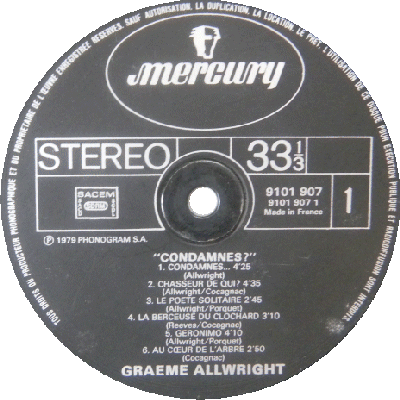 TOUS DROITS DU PRODUCTEUR PHONOGRAPHIQUE ET DU PROPRIETAIRE DE L'ŒUVRE ENREGISTREE RESERVES. SAUF AUTORISATION, LA DUPLICATION, LA LOCATION, LE PRET, L'UTILISATION DE CE DISQUE POUR EXECUTION PUBLIQUE ET RADIODIFFUSION SONT INTERDITS.
mercury
STEREO
33 1/3
SACEM
9101 907
9101 907 1
Made in France
1
Ⓟ 1979 PHONOGRAM S.A.
"CONDAMNES?"
1. CONDAMNES... 4'25
(Allwright)
2. CHASSEUR DE QUI? 4'35
(Allwright/Cocagnac)
3. LE POETE SOLITAIRE 2'45
(Allwright/Porquet)
4. LA BERCEUSE DU CLOCHARD 3'10
(Reeves/Cocagnac)
5. GERONIMO 4'10
(Allwright/Porquet)
6. AU CŒUR DE L'ARBRE 2'50
(Cocagnac)
GRAEME ALLWRIGHT